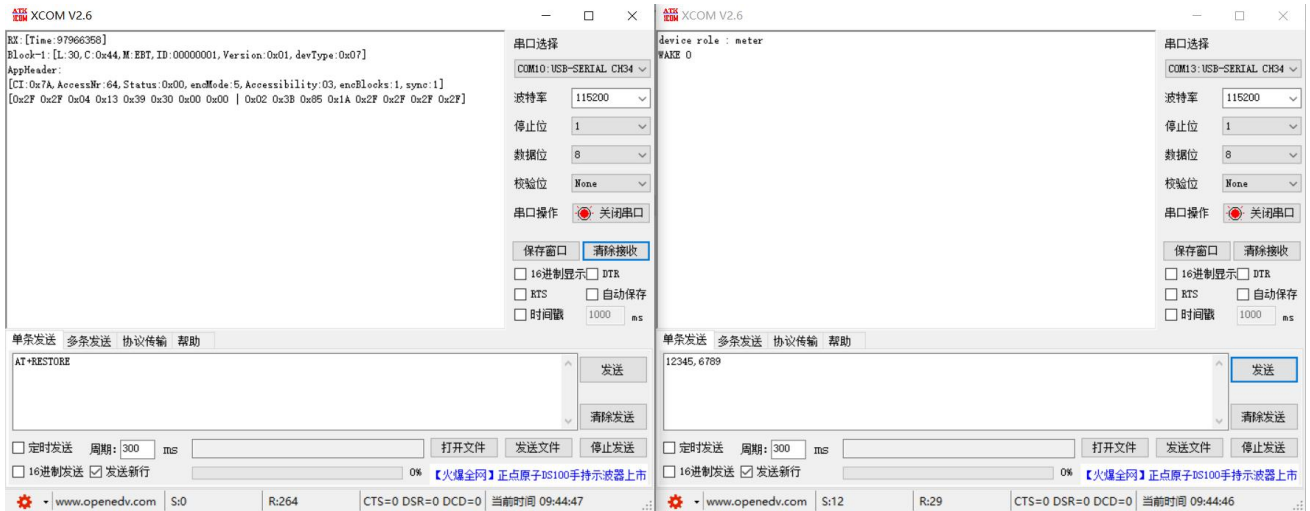 XCOM V2.6
RX:[Time:97966358]
Block-1:[L:30,C:0x44,M:EBT,ID:00000001,Version:0x01,devType:0x07]
AppHeader:
[CI:0x7A,AccessNr:64,Status:0x00,encMode:5,Accessibility:03,encBlocks:1,sync:1]
[0x2F 0x2F 0x04 0x13 0x39 0x30 0x00 0x00 | 0x02 0x3B 0x85 0x1A 0x2F 0x2F 0x2F 0x2F]
串口选择
COM10:USB-SERIAL CH34
波特率 115200
停止位 1
数据位 8
校验位 None
串口操作 关闭串口
保存窗口 清除接收
16进制显示 DTR
RTS 自动保存
时间戳 1000 ms
单条发送 多条发送 协议传输 帮助
AT+RESTORE
发送
清除发送
定时发送 周期: 300 ms 打开文件 发送文件 停止发送
16进制发送 发送新行 0% 【火爆全网】正点原子DS100手持示波器上市
www.openedv.com S:0 R:264 CTS=0 DSR=0 DCD=0 当前时间 09:44:47
XCOM V2.6
device role : meter
WAKE 0
串口选择
COM13:USB-SERIAL CH34
波特率 115200
停止位 1
数据位 8
校验位 None
串口操作 关闭串口
保存窗口 清除接收
16进制显示 DTR
RTS 自动保存
时间戳 1000 ms
单条发送 多条发送 协议传输 帮助
12345,6789
发送
清除发送
定时发送 周期: 300 ms 打开文件 发送文件 停止发送
16进制发送 发送新行 0% 【火爆全网】正点原子DS100手持示波器上市
www.openedv.com S:12 R:29 CTS=0 DSR=0 DCD=0 当前时间 09:44:46